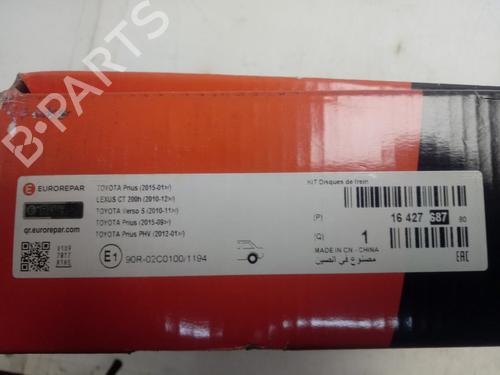 B-PARTS
EUROREPAR
qr.eurorepar.com
TOYOTA Prius (2015-01>)
LEXUS CT 200h (2010-12>)
TOYOTA Verso S (2010-11>)
TOYOTA Prius (2015-09>)
TOYOTA Prius PHV (2012-01>)
E1 90R-02C0100/1194
KIT Disques de frein
(P) 16 427 687 80
(Q) 1
MADE IN CN - CHINA
مصنوع في الصين
EAC